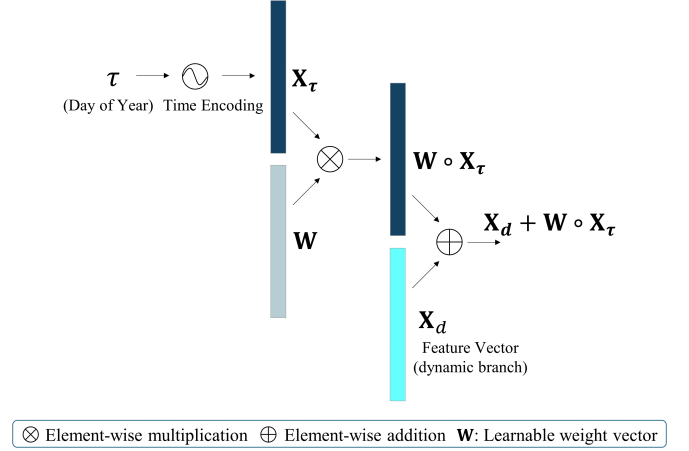 τ
(Day of Year) Time Encoding
X_τ
W
W ∘ X_τ
X_d + W ∘ X_τ
X_d
Feature Vector
(dynamic branch)
⊗ Element-wise multiplication ⊕ Element-wise addition W: Learnable weight vector